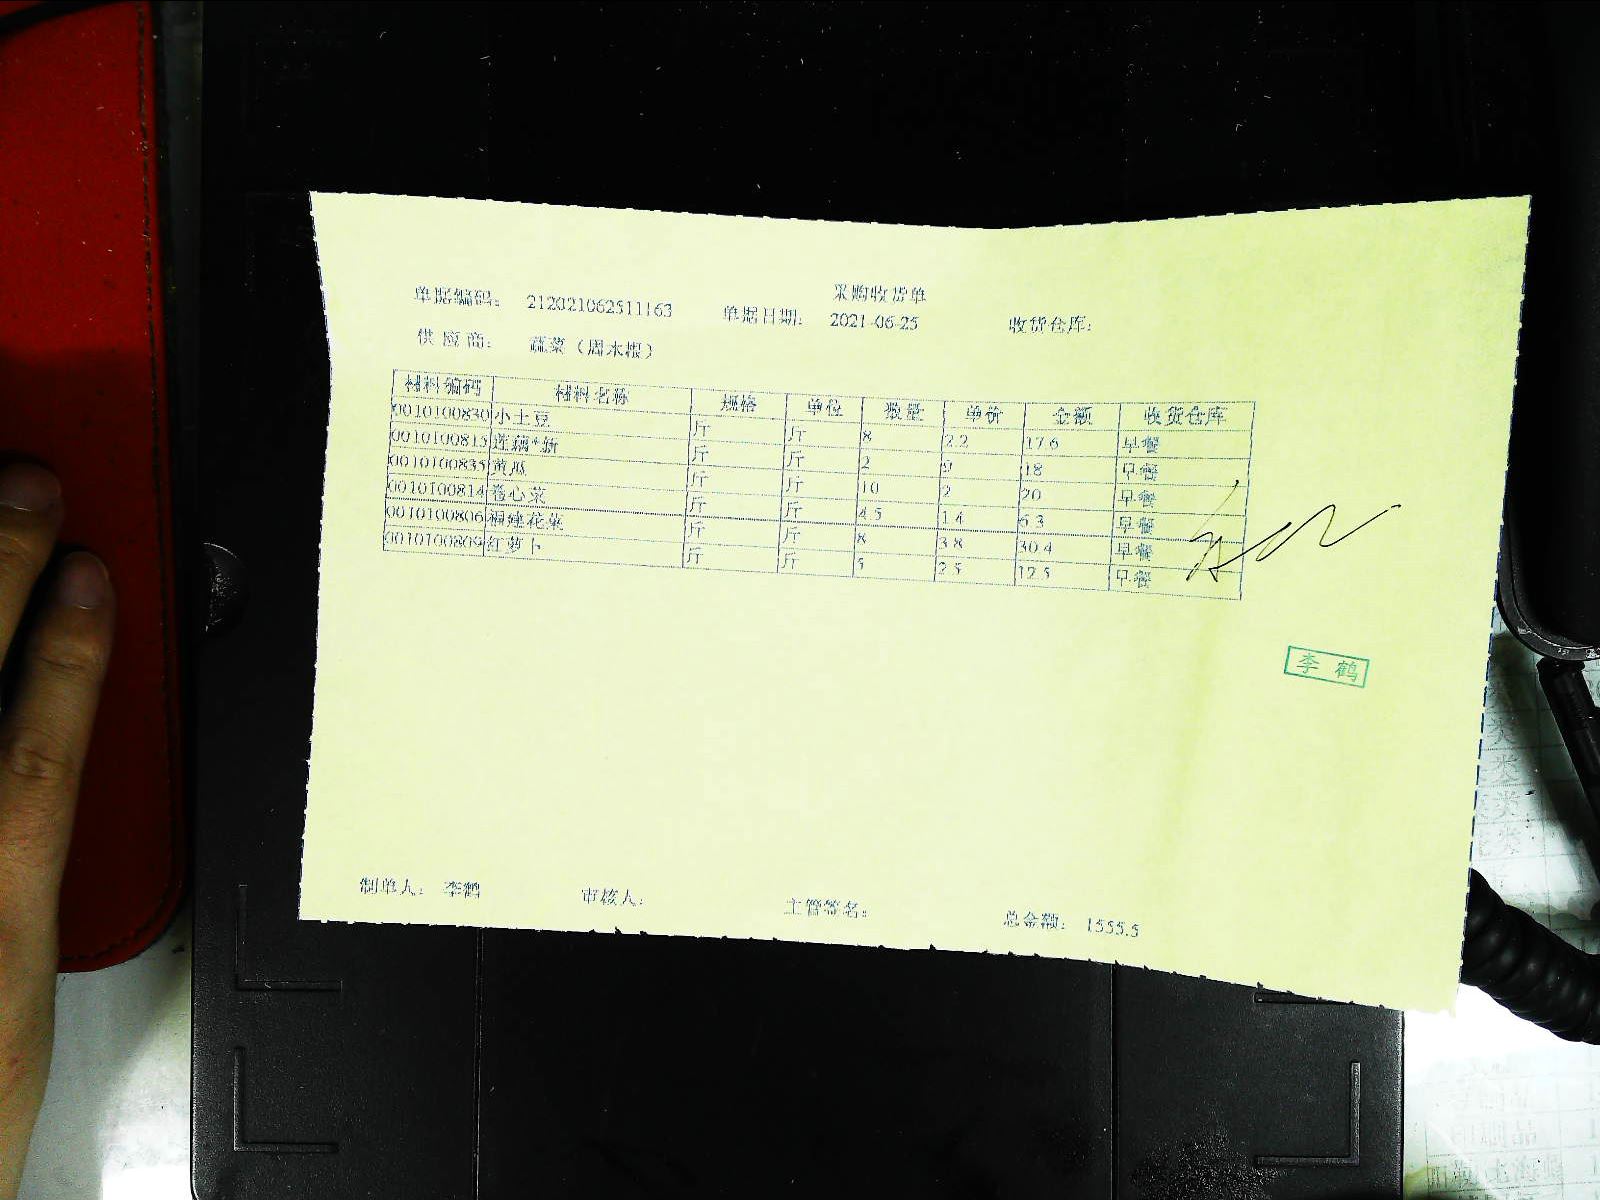 采购收货单
单据编码: 212021062511163 单据日期: 2021-06-25 收货仓库:
供应商: 蔬菜（周末根）
材料编码 材料名称 规格 单位 数量 单价 金额 收货仓库
0010100830 小土豆 斤 斤 8 2.2 17.6 早餐
0010100815 莲藕*新 斤 斤 2 9 18 早餐
0010100835 黄瓜 斤 斤 10 2 20 早餐
0010100814 卷心菜 斤 斤 4.5 1.4 6.3 早餐
0010100806 福建花菜 斤 斤 8 3.8 30.4 早餐
0010100809 红萝卜 斤 斤 5 2.5 12.5 早餐
李鹤
制单人: 李鹤 审核人: 主管签名: 总金额: 1555.5